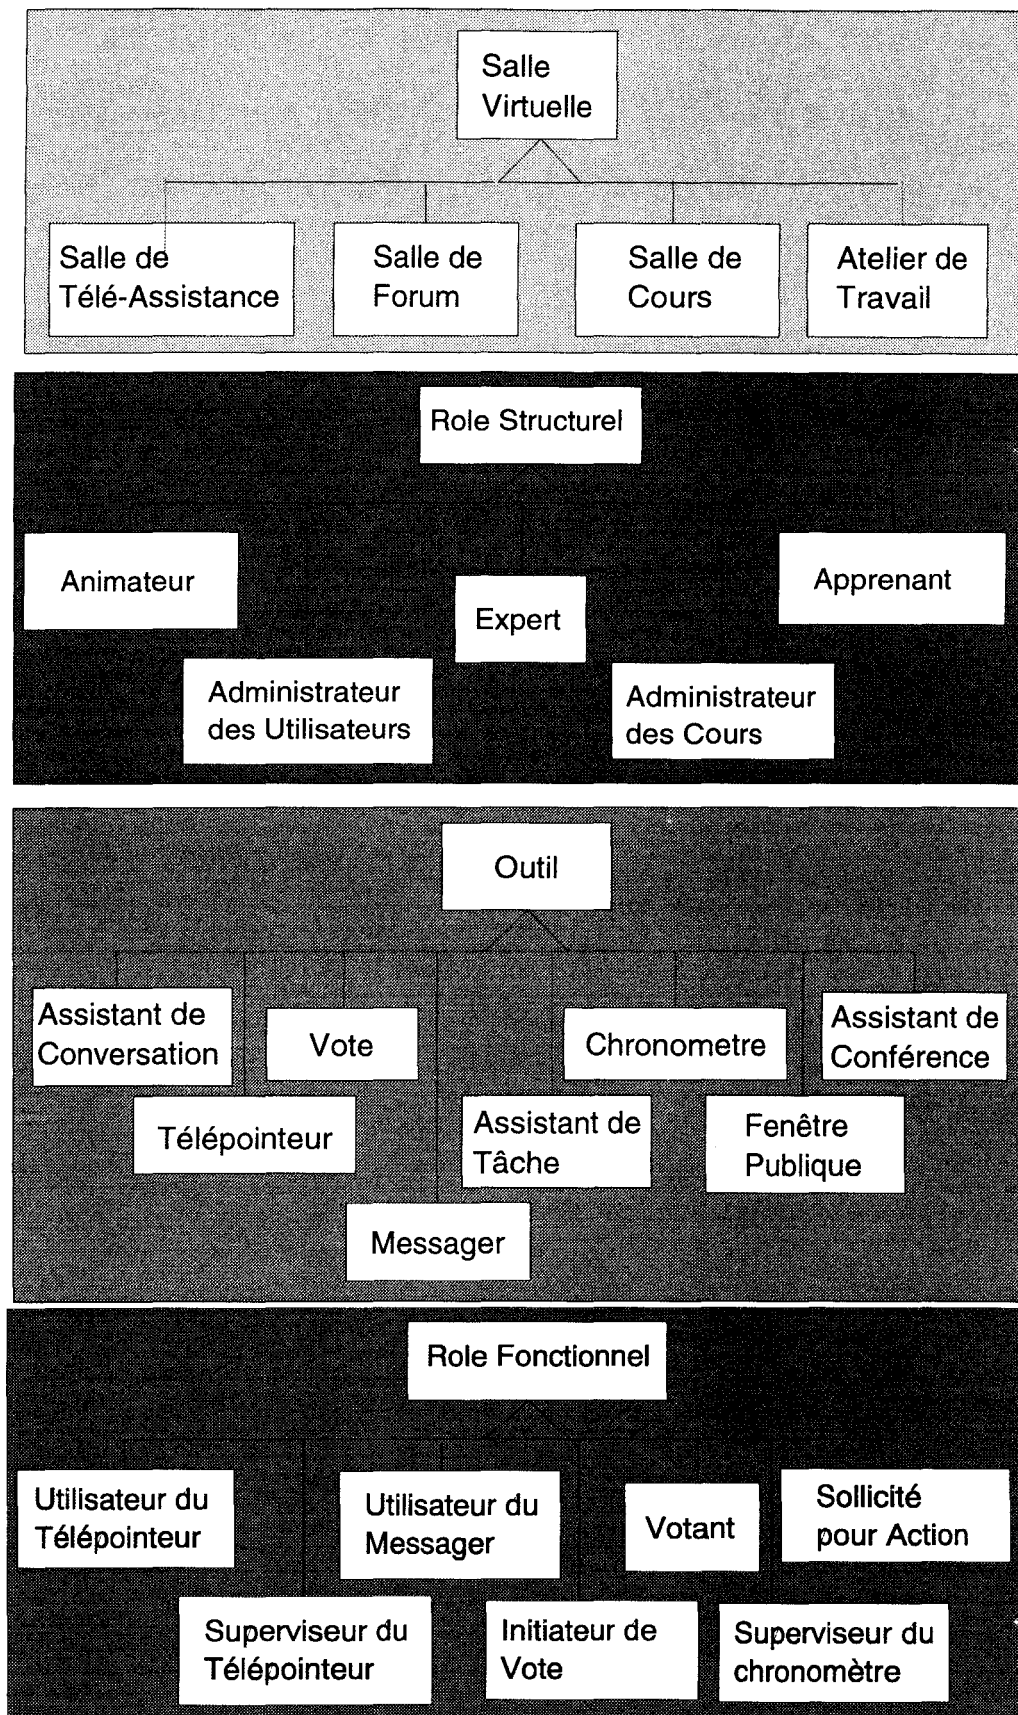 Salle
Virtuelle
Salle de
Télé-Assistance
Salle de
Forum
Salle de
Cours
Atelier de
Travail
Role Structurel
Animateur
Expert
Apprenant
Administrateur
des Utilisateurs
Administrateur
des Cours
Outil
Assistant de
Conversation
Vote
Chronometre
Assistant de
Conférence
Télépointeur
Assistant de
Tâche
Fenêtre
Publique
Messager
Role Fonctionnel
Utilisateur du
Télépointeur
Utilisateur du
Messager
Votant
Sollicité
pour Action
Superviseur du
Télépointeur
Initiateur de
Vote
Superviseur du
chronomètre